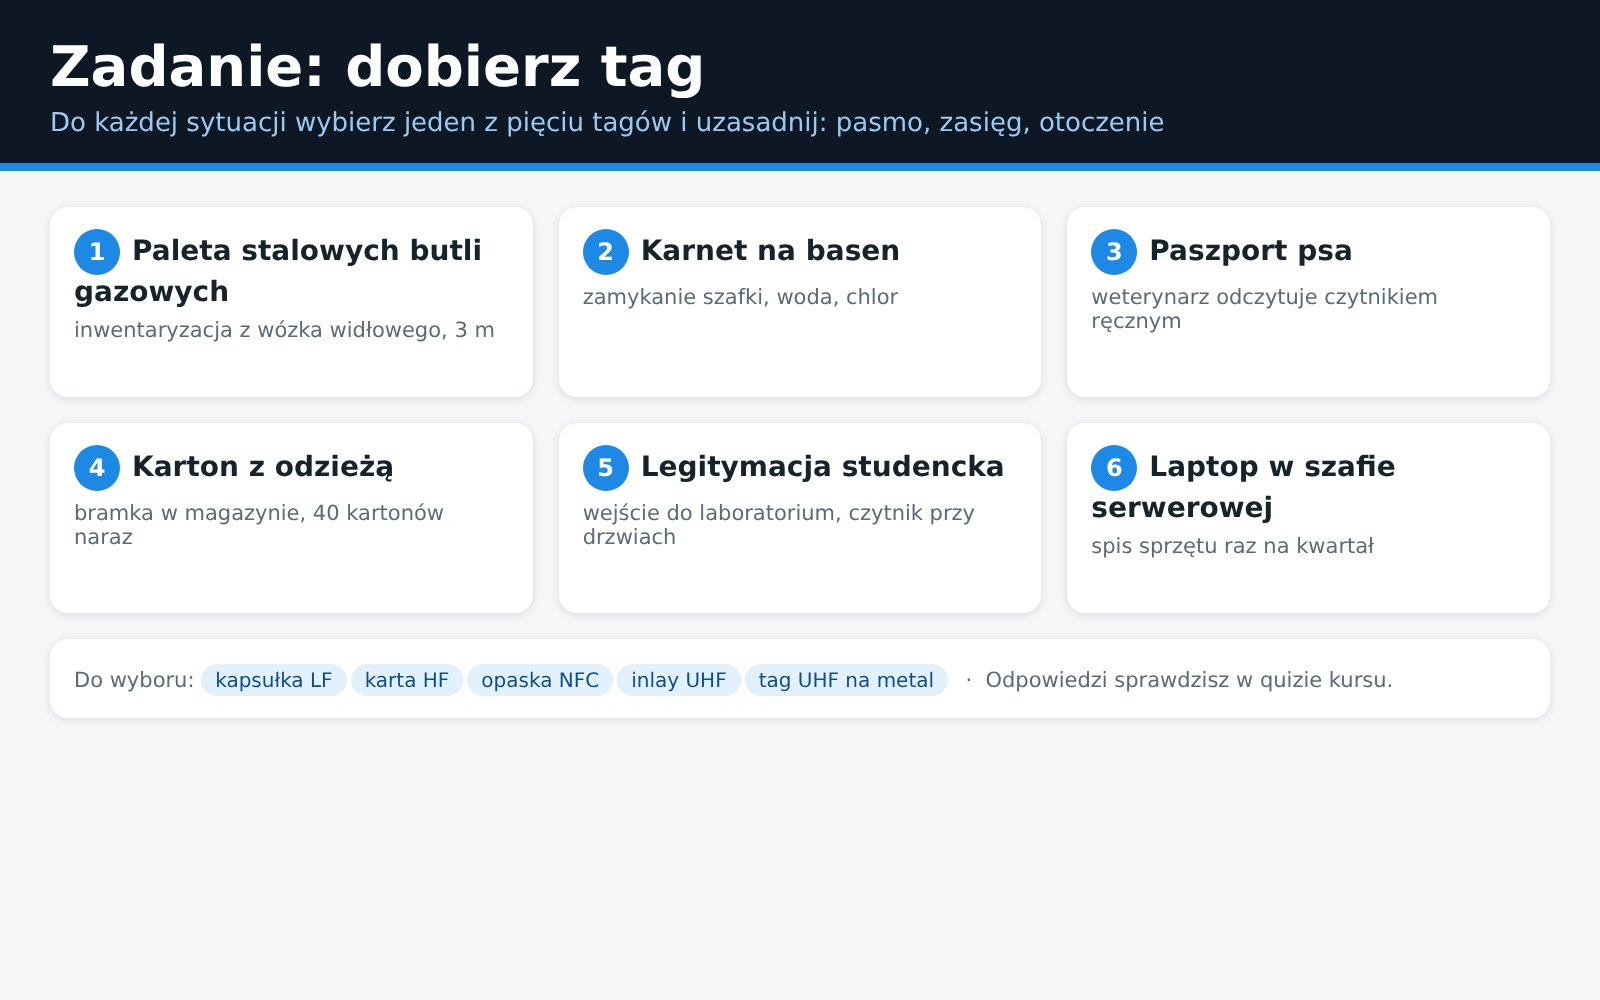 Zadanie: dobierz tag
Do każdej sytuacji wybierz jeden z pięciu tagów i uzasadnij: pasmo, zasięg, otoczenie
1 Paleta stalowych butli
gazowych
inwentaryzacja z wózka widłowego, 3 m
2 Karnet na basen
zamykanie szafki, woda, chlor
3 Paszport psa
weterynarz odczytuje czytnikiem
ręcznym
4 Karton z odzieżą
bramka w magazynie, 40 kartonów
naraz
5 Legitymacja studencka
wejście do laboratorium, czytnik przy
drzwiach
6 Laptop w szafie
serwerowej
spis sprzętu raz na kwartał
Do wyboru: kapsułka LF karta HF opaska NFC inlay UHF tag UHF na metal · Odpowiedzi sprawdzisz w quizie kursu.